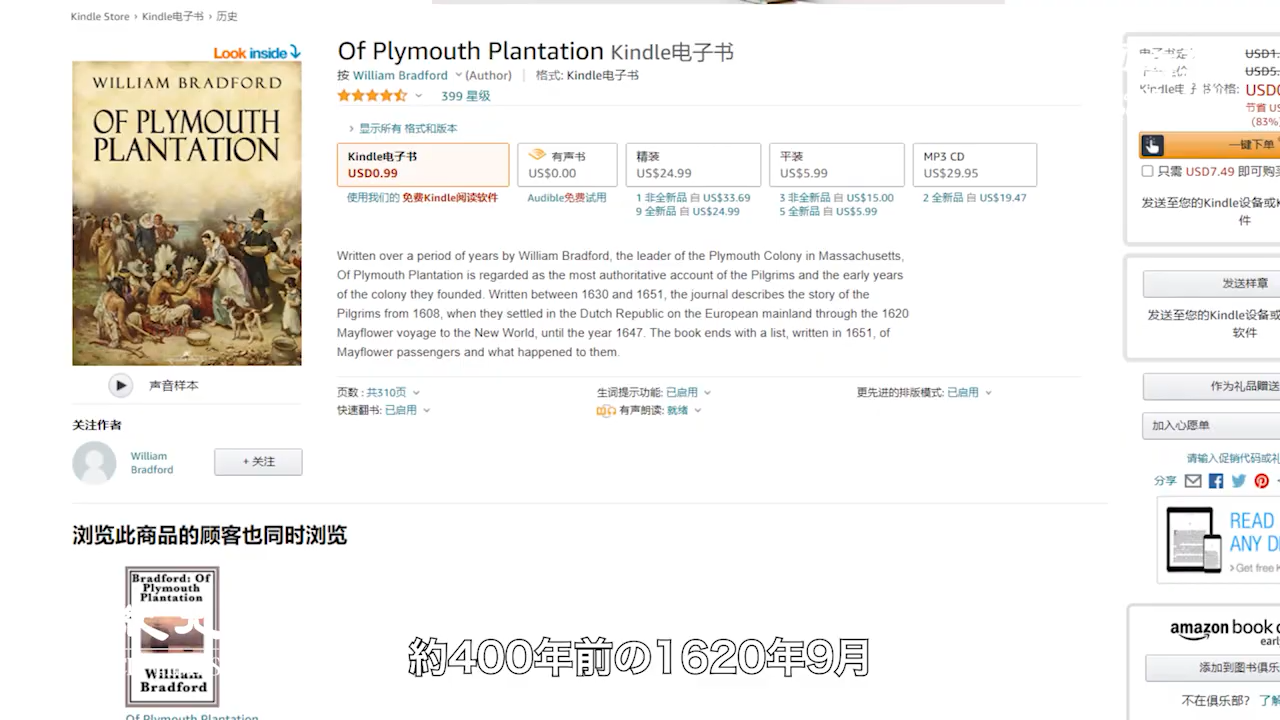 Kindle Store › Kindle电子书 › 历史
Look inside
WILLIAM BRADFORD
OF PLYMOUTH
PLANTATION
声音样本
关注作者
William
Bradford
+ 关注
Of Plymouth Plantation Kindle电子书
按 William Bradford (Author) | 格式: Kindle电子书
399 星级
› 显示所有 格式和版本
Kindle电子书
USD0.99
使用我们的 免费Kindle阅读软件
有声书
US$0.00
Audible免费试用
精装
US$24.99
1 非全新品 自 US$33.69
9 全新品 自 US$24.99
平装
US$5.99
3 非全新品 自 US$15.00
5 全新品 自 US$5.99
MP3 CD
US$29.95
2 全新品 自 US$19.47
Written over a period of years by William Bradford, the leader of the Plymouth Colony in Massachusetts,
Of Plymouth Plantation is regarded as the most authoritative account of the Pilgrims and the early years
of the colony they founded. Written between 1630 and 1651, the journal describes the story of the
Pilgrims from 1608, when they settled in the Dutch Republic on the European mainland through the 1620
Mayflower voyage to the New World, until the year 1647. The book ends with a list, written in 1651, of
Mayflower passengers and what happened to them.
页数 : 共310页
生词提示功能: 已启用
更先进的排版模式: 已启用
快速翻书: 已启用
有声朗读: 就绪
USD1.
USD5.
Kindle电子书价格: USD0
节省 US
(83%)
一键下单
只需 USD7.49 即可购买
发送至您的Kindle设备或K
件
发送样章
发送至您的Kindle设备或
软件
作为礼品赠送
加入心愿单
请输入促销代码或礼
分享
READ
ANY D
› Get free K
amazon book c
early
添加到图书俱乐
不在俱乐部? 了解
浏览此商品的顾客也同时浏览
Bradford: Of
Plymouth
Plantation
William
Bradford
Of Plymouth Plantation
約400年前の1620年9月